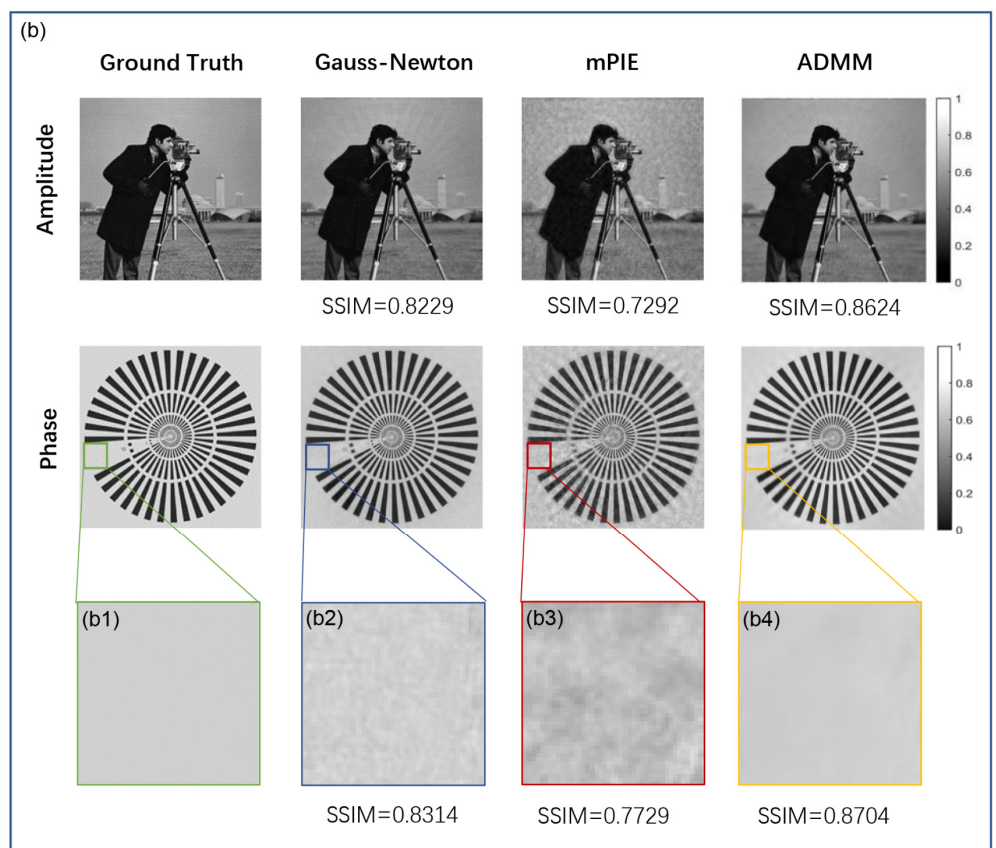 (b)
Ground Truth
Gauss-Newton
mPIE
ADMM
Amplitude
1
0.8
0.6
0.4
0.2
0
SSIM=0.8229
SSIM=0.7292
SSIM=0.8624
Phase
1
0.8
0.6
0.4
0.2
0
(b1)
(b2)
(b3)
(b4)
SSIM=0.8314
SSIM=0.7729
SSIM=0.8704